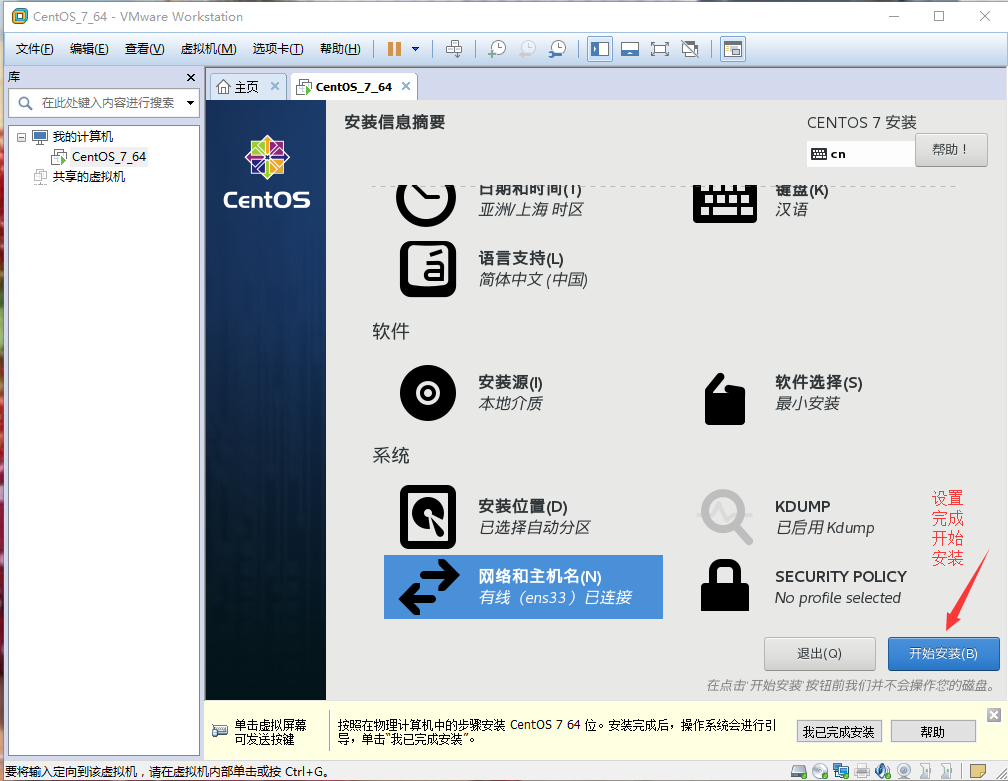 CentOS_7_64 — VMware Workstation
文件(F) 编辑(E) 查看(V) 虚拟机(M) 选项卡(T) 帮助(H)
库
在此处键入内容进行搜索
我的计算机
CentOS_7_64
共享的虚拟机
主页
CentOS_7_64
CentOS
安装信息摘要
CENTOS 7 安装
cn
帮助！
日期和时间(T)
亚洲/上海 时区
键盘(K)
汉语
语言支持(L)
简体中文 (中国)
软件
安装源(I)
本地介质
软件选择(S)
最小安装
系统
安装位置(D)
已选择自动分区
KDUMP
已启用 Kdump
网络和主机名(N)
有线（ens33）已连接
SECURITY POLICY
No profile selected
设置
完成
开始
安装
退出(Q)
开始安装(B)
在点击'开始安装'按钮前我们并不会操作您的磁盘。
单击虚拟屏幕
可发送按键
按照在物理计算机中的步骤安装 CentOS 7 64 位。安装完成后，操作系统会进行引
导，单击"我已完成安装"。
我已完成安装
帮助
要将输入定向到该虚拟机，请在虚拟机内部单击或按 Ctrl+G。